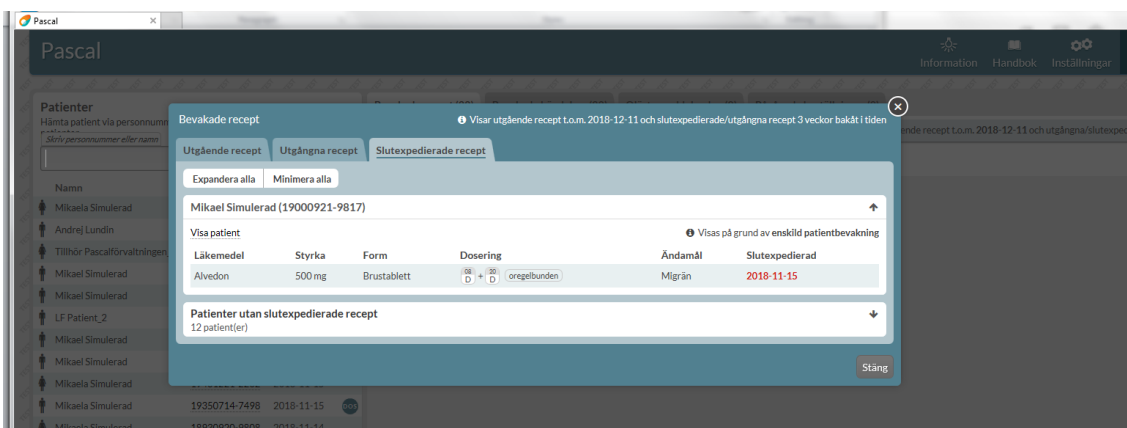 Pascal
Pascal
Information Handbok Inställningar
Patienter
Hämta patient via personnumm
Skriv personnummer eller namn
Namn
Mikaela Simulerad
Andrej Lundin
Tillhör Pascalförvaltningen
Mikael Simulerad
Mikael Simulerad
LF Patient_2
Mikael Simulerad
Mikael Simulerad
Mikaela Simulerad
Mikaela Simulerad 19350714-7498 2018-11-15
ende recept t.o.m. 2018-12-11 och utgångna/slutexped
Bevakade recept
Visar utgående recept t.o.m. 2018-12-11 och slutexpedierade/utgågna recept 3 veckor bakåt i tiden
Utgående recept Utgångna recept Slutexpedierade recept
Expandera alla Minimera alla
Mikael Simulerad (19000921-9817)
Visa patient Visas på grund av enskild patientbevakning
Läkemedel Styrka Form Dosering Ändamål Slutexpedierad
Alvedon 500 mg Brustablett 08 D + 20 D oregelbunden Migrän 2018-11-15
Patienter utan slutexpedierade recept
12 patient(er)
Stäng